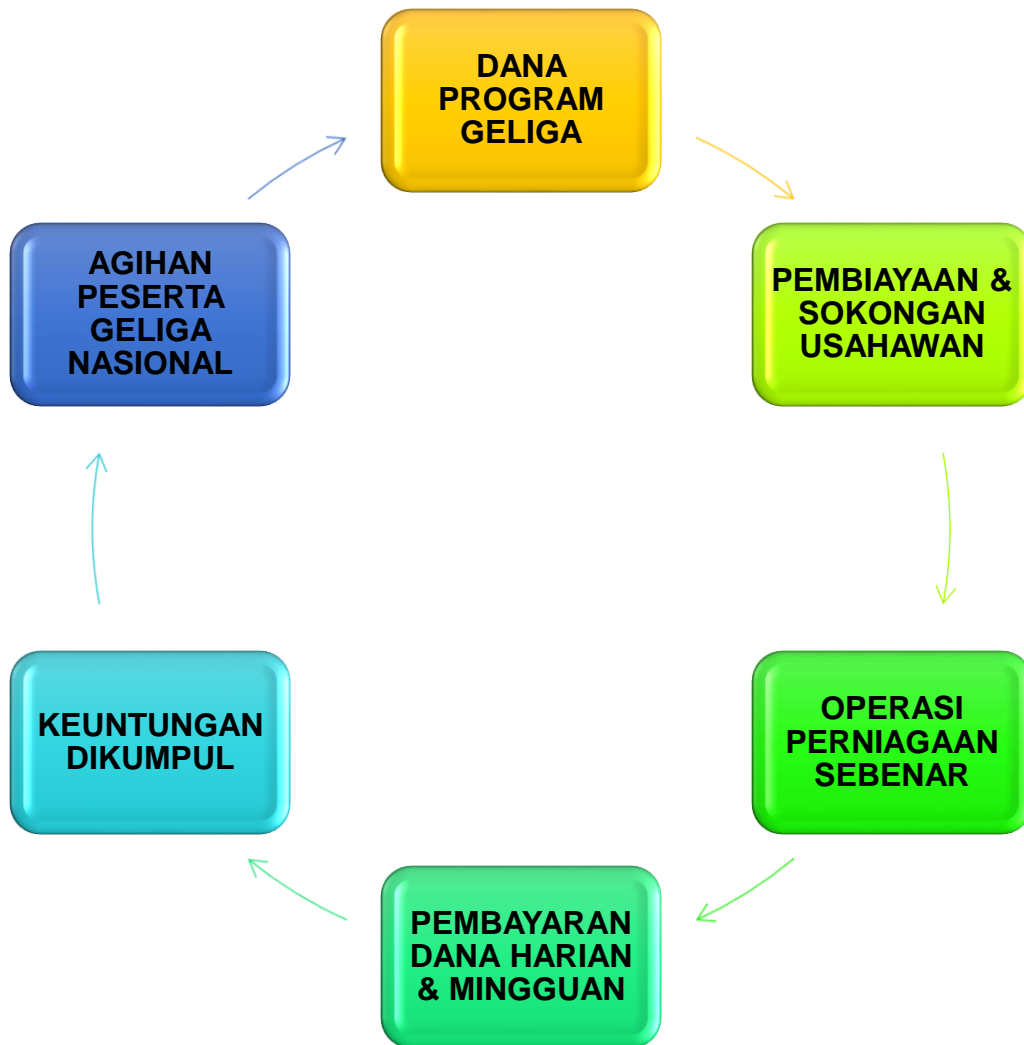 DANA
PROGRAM
GELIGA
PEMBIAYAAN &
SOKONGAN
USAHAWAN
OPERASI
PERNIAGAAN
SEBENAR
PEMBAYARAN
DANA HARIAN
& MINGGUAN
KEUNTUNGAN
DIKUMPUL
AGIHAN
PESERTA
GELIGA
NASIONAL